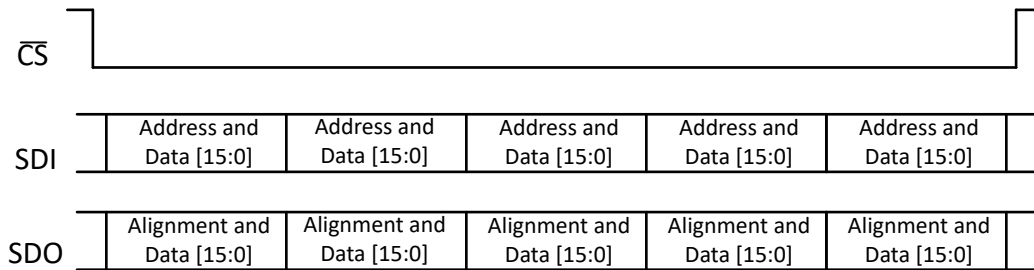 C̅S̅
SDI
Address and Address and Address and Address and Address and
Data [15:0] Data [15:0] Data [15:0] Data [15:0] Data [15:0]
SDO
Alignment and Alignment and Alignment and Alignment and Alignment and
Data [15:0] Data [15:0] Data [15:0] Data [15:0] Data [15:0]